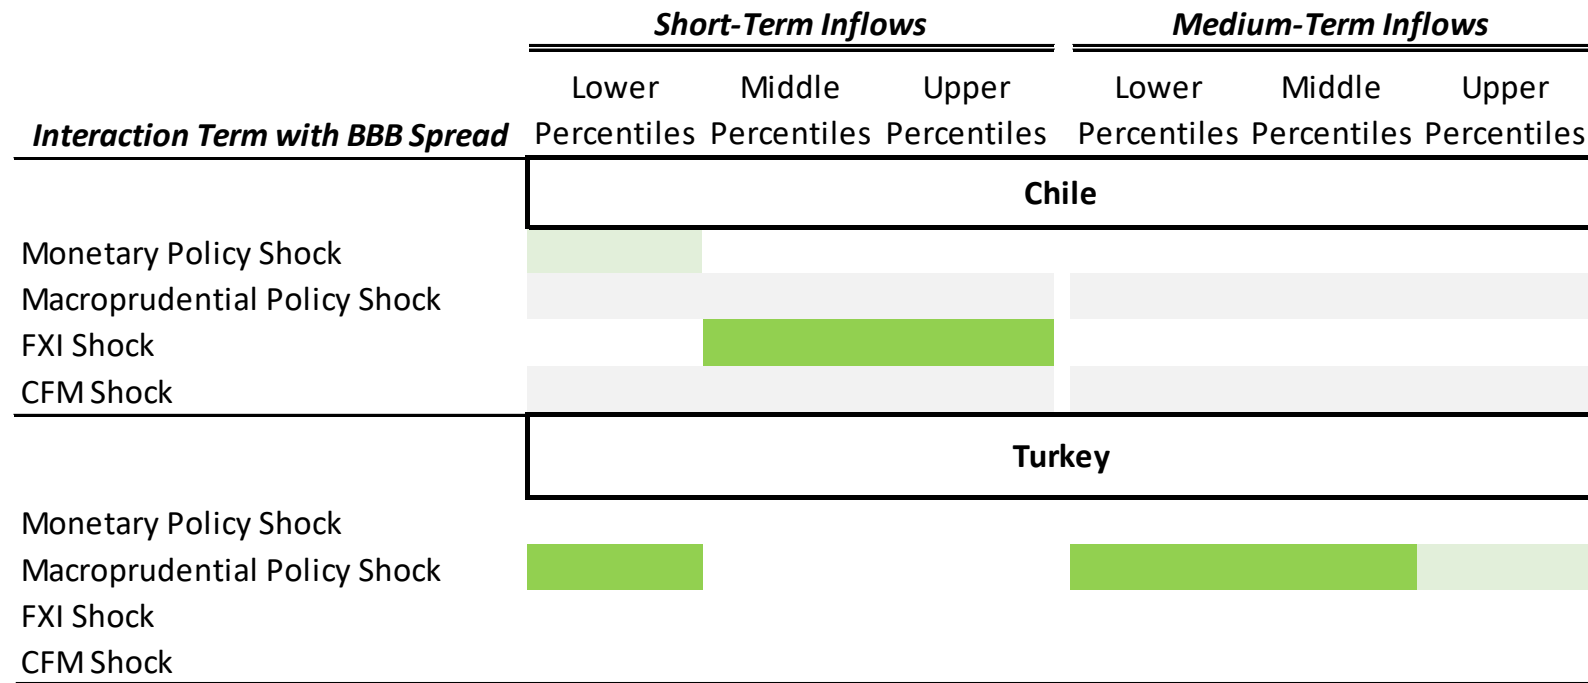 Short-Term Inflows Medium-Term Inflows
Lower Middle Upper Lower Middle Upper
Interaction Term with BBB Spread Percentiles Percentiles Percentiles Percentiles Percentiles Percentiles
Chile
Monetary Policy Shock
Macroprudential Policy Shock
FXI Shock
CFM Shock
Turkey
Monetary Policy Shock
Macroprudential Policy Shock
FXI Shock
CFM Shock